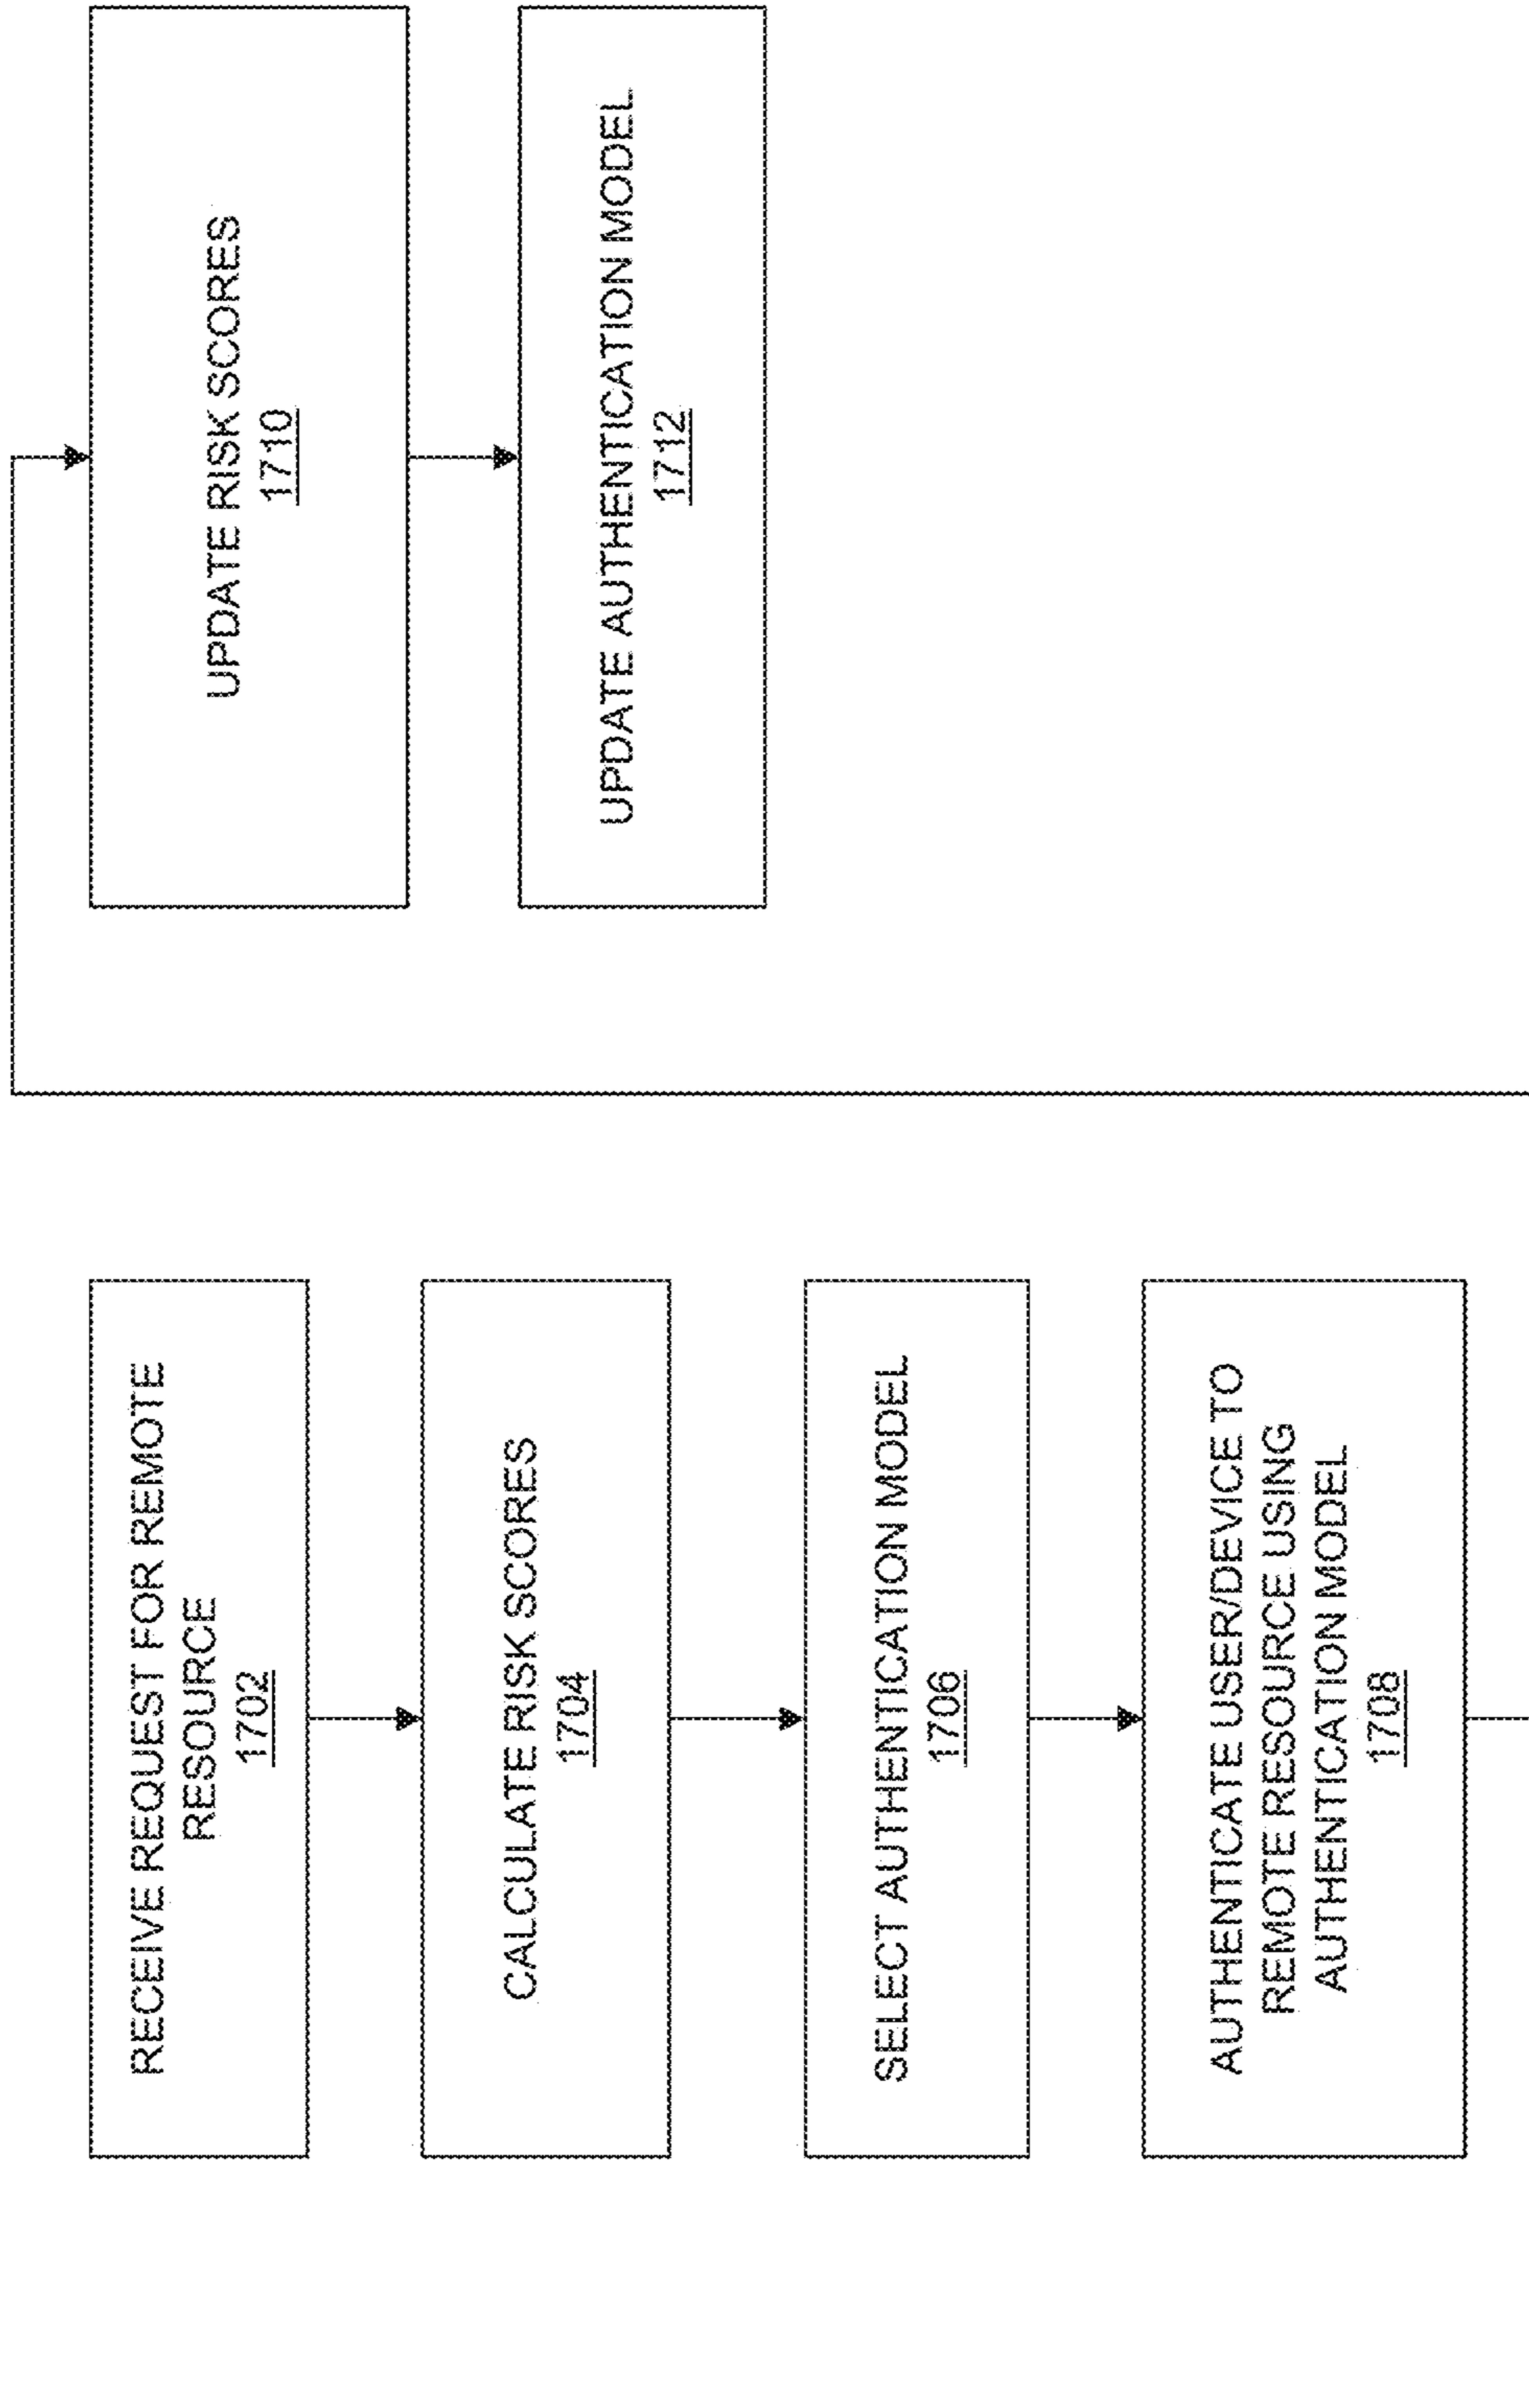 RECEIVE REQUEST FOR REMOTE
RESOURCE
1702
CALCULATE RISK SCORES
1704
SELECT AUTHENTICATION MODEL
1706
AUTHENTICATE USER/DEVICE TO
REMOTE RESOURCE USING
AUTHENTICATION MODEL
1708
UPDATE RISK SCORES
1710
UPDATE AUTHENTICATION MODEL
1712